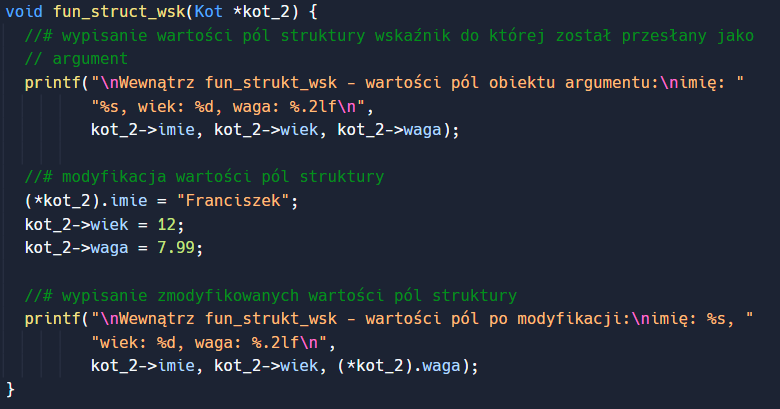 void fun_struct_wsk(Kot *kot_2) {
//# wypisanie wartości pól struktury wskaźnik do której został przesłany jako
// argument
printf("\nWewnątrz fun_strukt_wsk - wartości pól obiektu argumentu:\nimię: "
"%s, wiek: %d, waga: %.2lf\n",
kot_2->imie, kot_2->wiek, kot_2->waga);
//# modyfikacja wartości pól struktury
(*kot_2).imie = "Franciszek";
kot_2->wiek = 12;
kot_2->waga = 7.99;
//# wypisanie zmodyfikowanych wartości pól struktury
printf("\nWewnątrz fun_strukt_wsk - wartości pól po modyfikacji:\nimię: %s, "
"wiek: %d, waga: %.2lf\n",
kot_2->imie, kot_2->wiek, (*kot_2).waga);
}